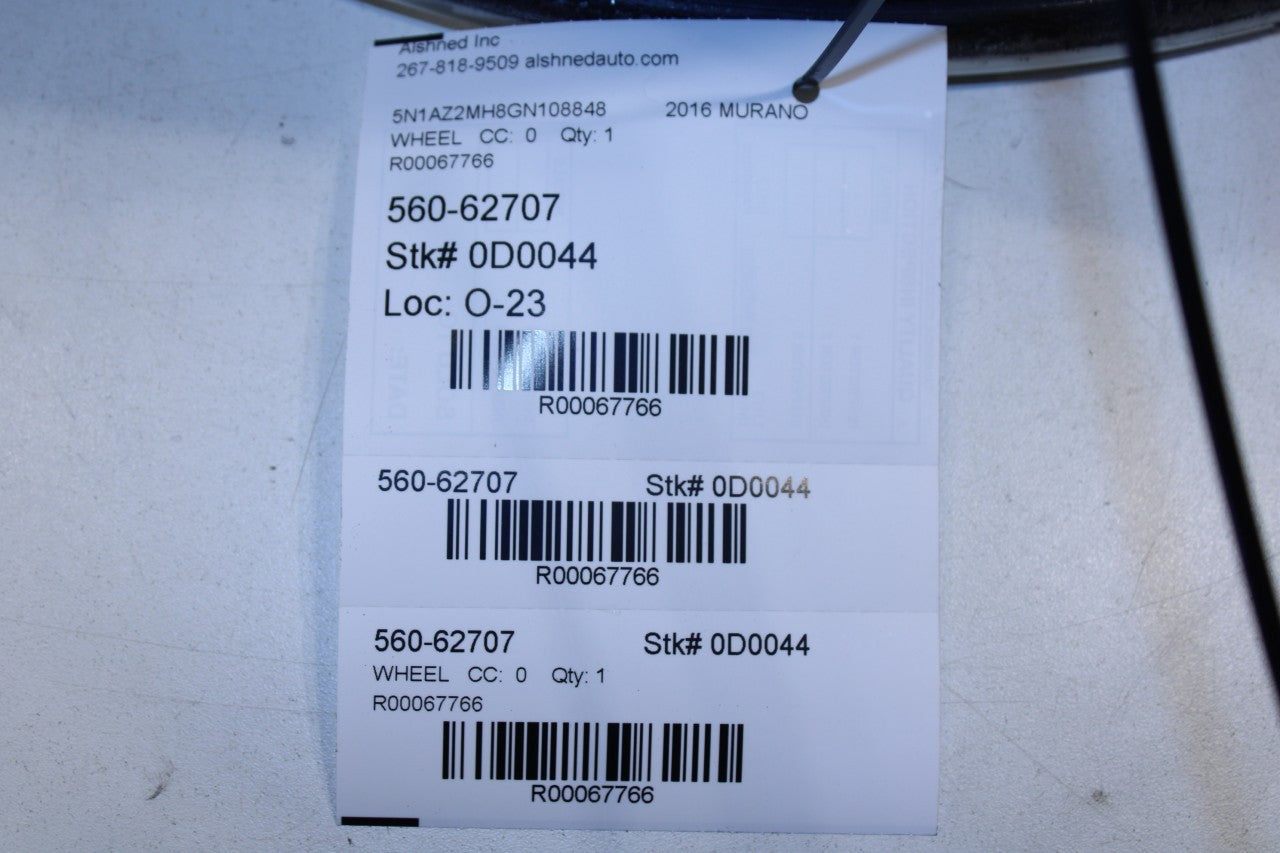 Alshned Inc
267-818-9509 alshnedauto.com
5N1AZ2MH8GN108848 2016 MURANO
WHEEL CC: 0 Qty: 1
R00067766
560-62707
Stk# 0D0044
Loc: O-23
R00067766
560-62707 Stk# 0D0044
R00067766
560-62707 Stk# 0D0044
WHEEL CC: 0 Qty: 1
R00067766
R00067766